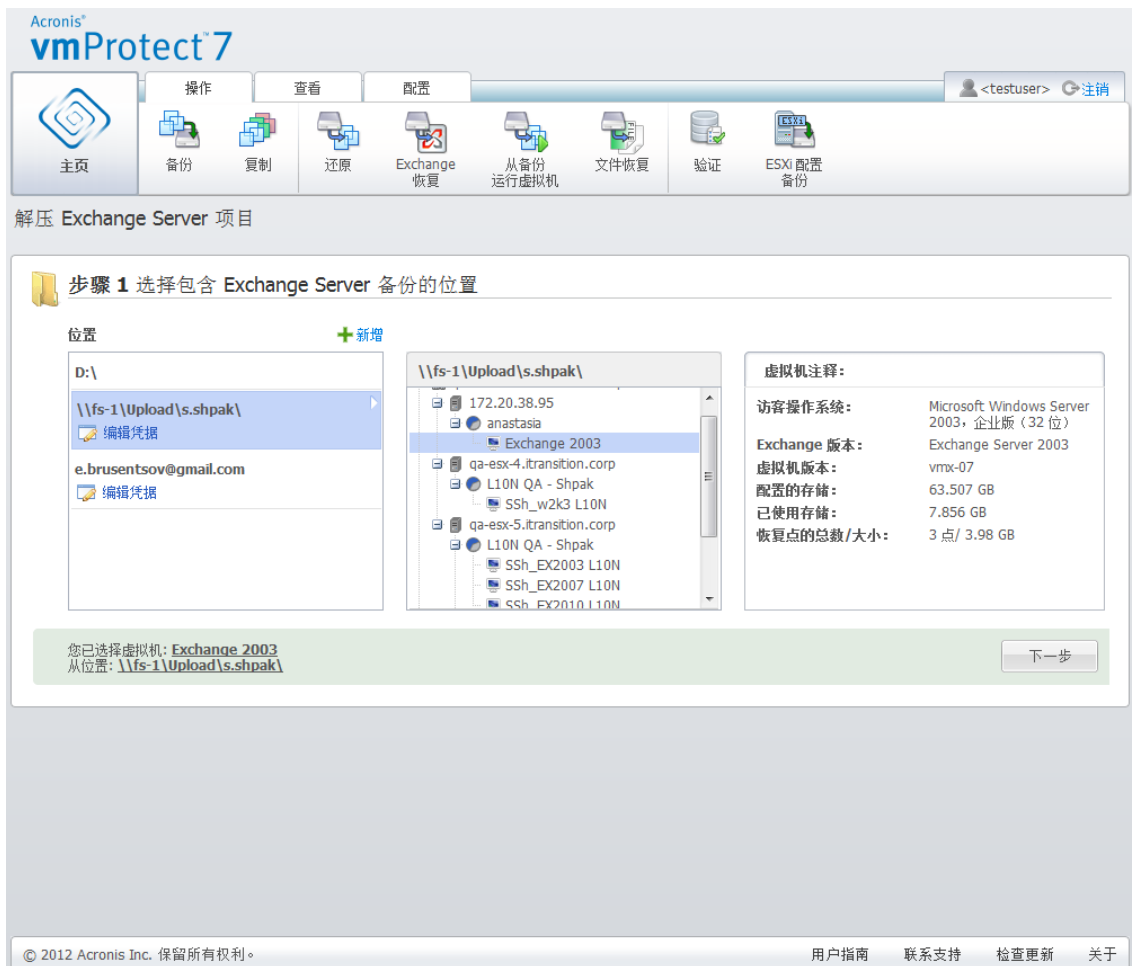 Acronis®
vmProtect™7
操作
查看
配置
<testuser>
注销
主页
备份
复制
还原
Exchange
恢复
从备份
运行虚拟机
文件恢复
验证
ESXi
ESXi 配置
备份
解压 Exchange Server 项目
步骤 1 选择包含 Exchange Server 备份的位置
位置
新增
D:\
\\fs-1\Upload\s.shpak\
编辑凭据
e.brusentsov@gmail.com
编辑凭据
\\fs-1\Upload\s.shpak\
172.20.38.95
anastasia
Exchange 2003
qa-esx-4.itransition.corp
L10N QA - Shpak
SSh_w2k3 L10N
qa-esx-5.itransition.corp
L10N QA - Shpak
SSh_EX2003 L10N
SSh_EX2007 L10N
SSh_EX2010 L10N
虚拟机注释:
访客操作系统: Microsoft Windows Server
2003，企业版（32 位）
Exchange 版本: Exchange Server 2003
虚拟机版本: vmx-07
配置的存储: 63.507 GB
已使用存储: 7.856 GB
恢复点的总数/大小: 3 点/ 3.98 GB
您已选择虚拟机: Exchange 2003
从位置: \\fs-1\Upload\s.shpak\
下一步
© 2012 Acronis Inc. 保留所有权利。
用户指南
联系支持
检查更新
关于